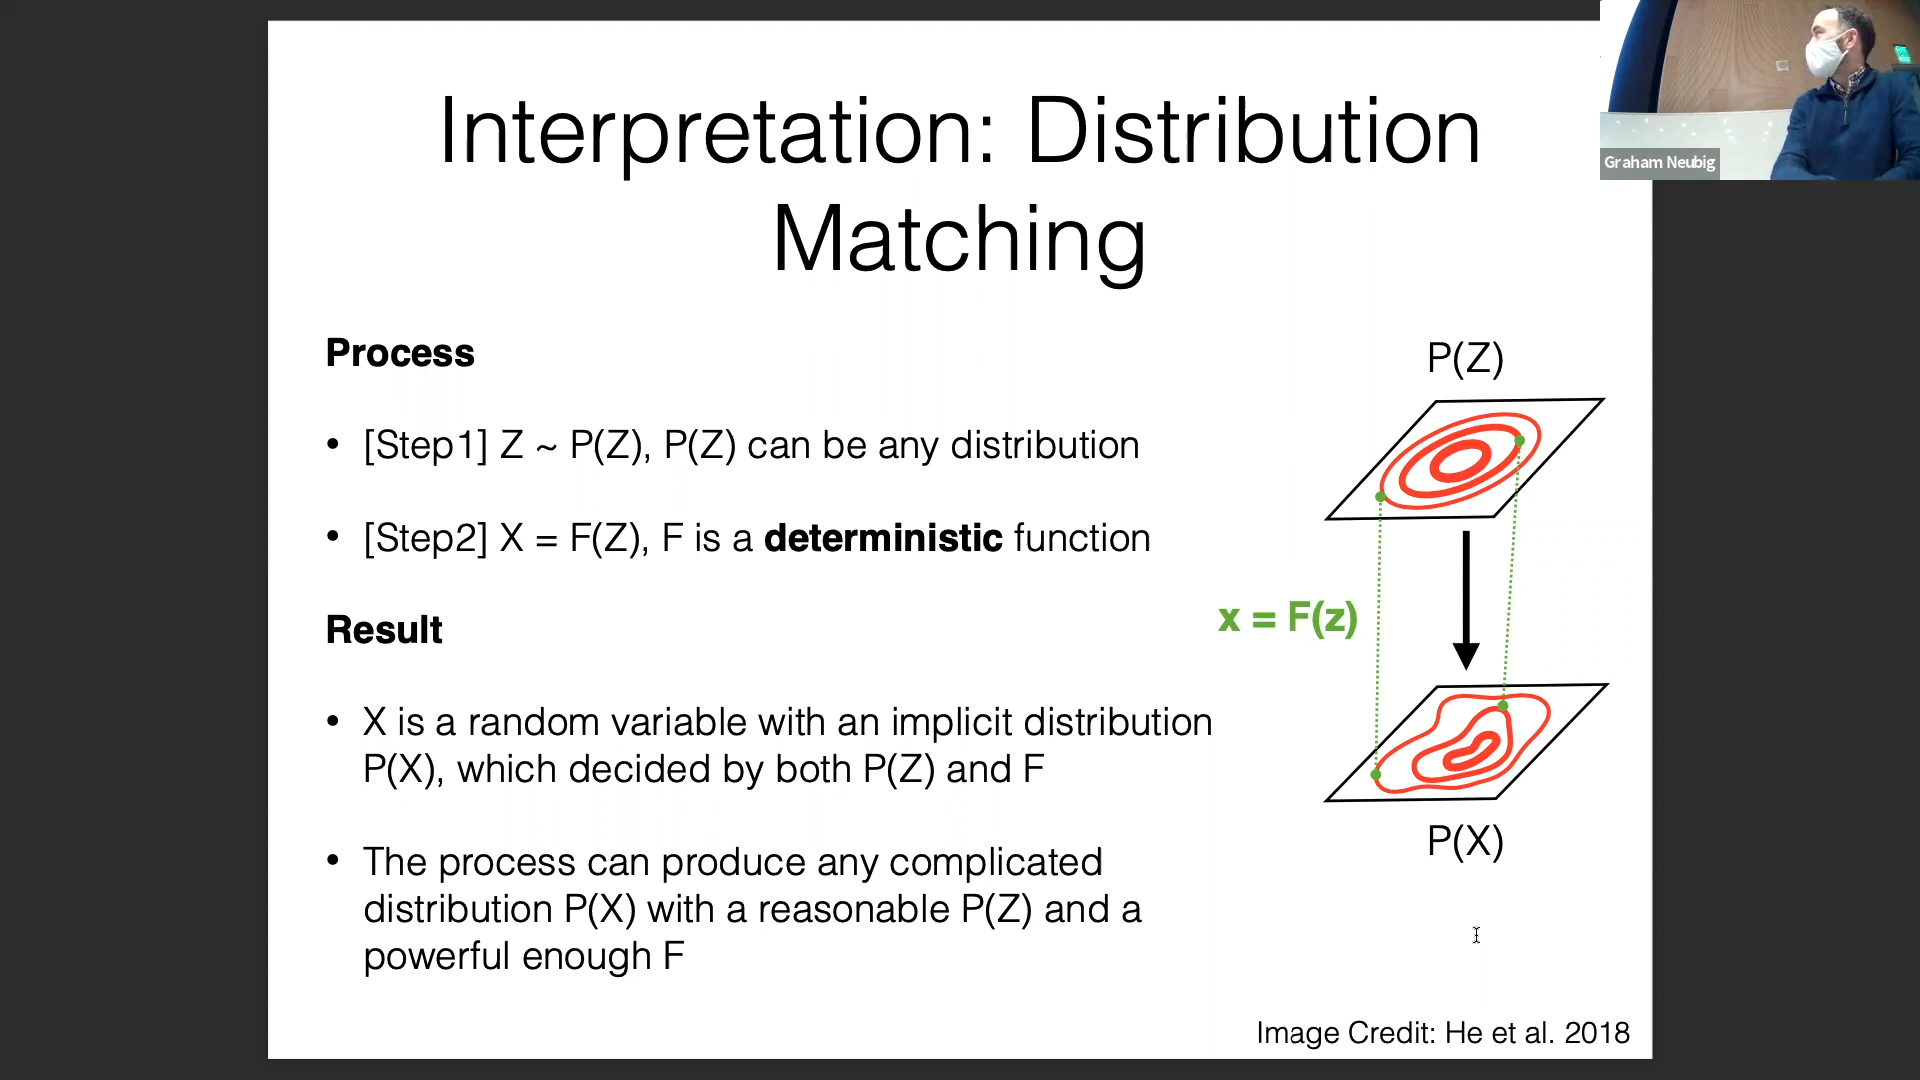 Interpretation: Distribution
Matching
Graham Neubig
Process
• [Step1] Z ~ P(Z), P(Z) can be any distribution
• [Step2] X = F(Z), F is a deterministic function
Result
• X is a random variable with an implicit distribution
P(X), which decided by both P(Z) and F
• The process can produce any complicated
distribution P(X) with a reasonable P(Z) and a
powerful enough F
P(Z)
x = F(z)
P(X)
Image Credit: He et al. 2018